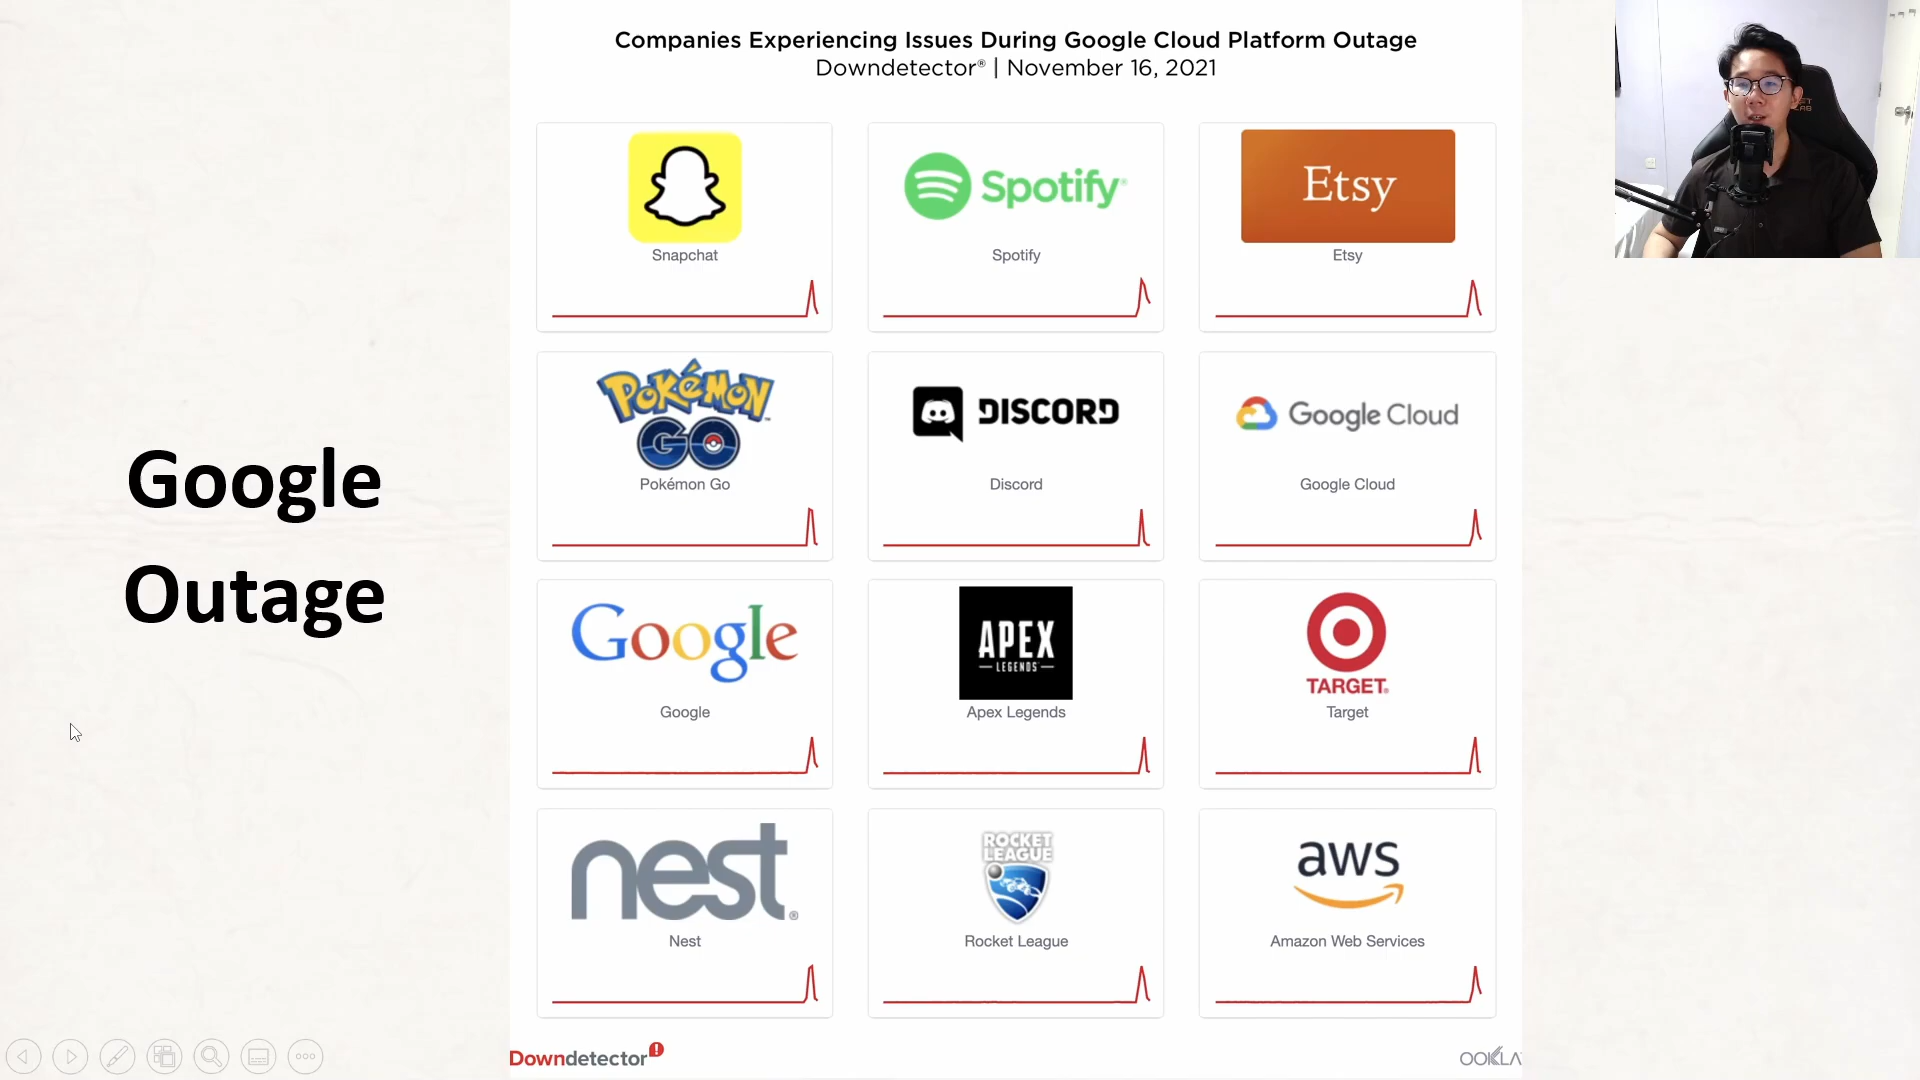 Companies Experiencing Issues During Google Cloud Platform Outage
Downdetector® | November 16, 2021
Google
Outage
Spotify®
Etsy
Snapchat
Spotify
Etsy
POKéMON™
GO
DISCORD
Google Cloud
Pokémon Go
Discord
Google Cloud
Google
APEX
LEGENDS™
TARGET®
Google
Apex Legends
Target
nest®
ROCKET
LEAGUE
aws
Nest
Rocket League
Amazon Web Services
Downdetector!
OOKLA